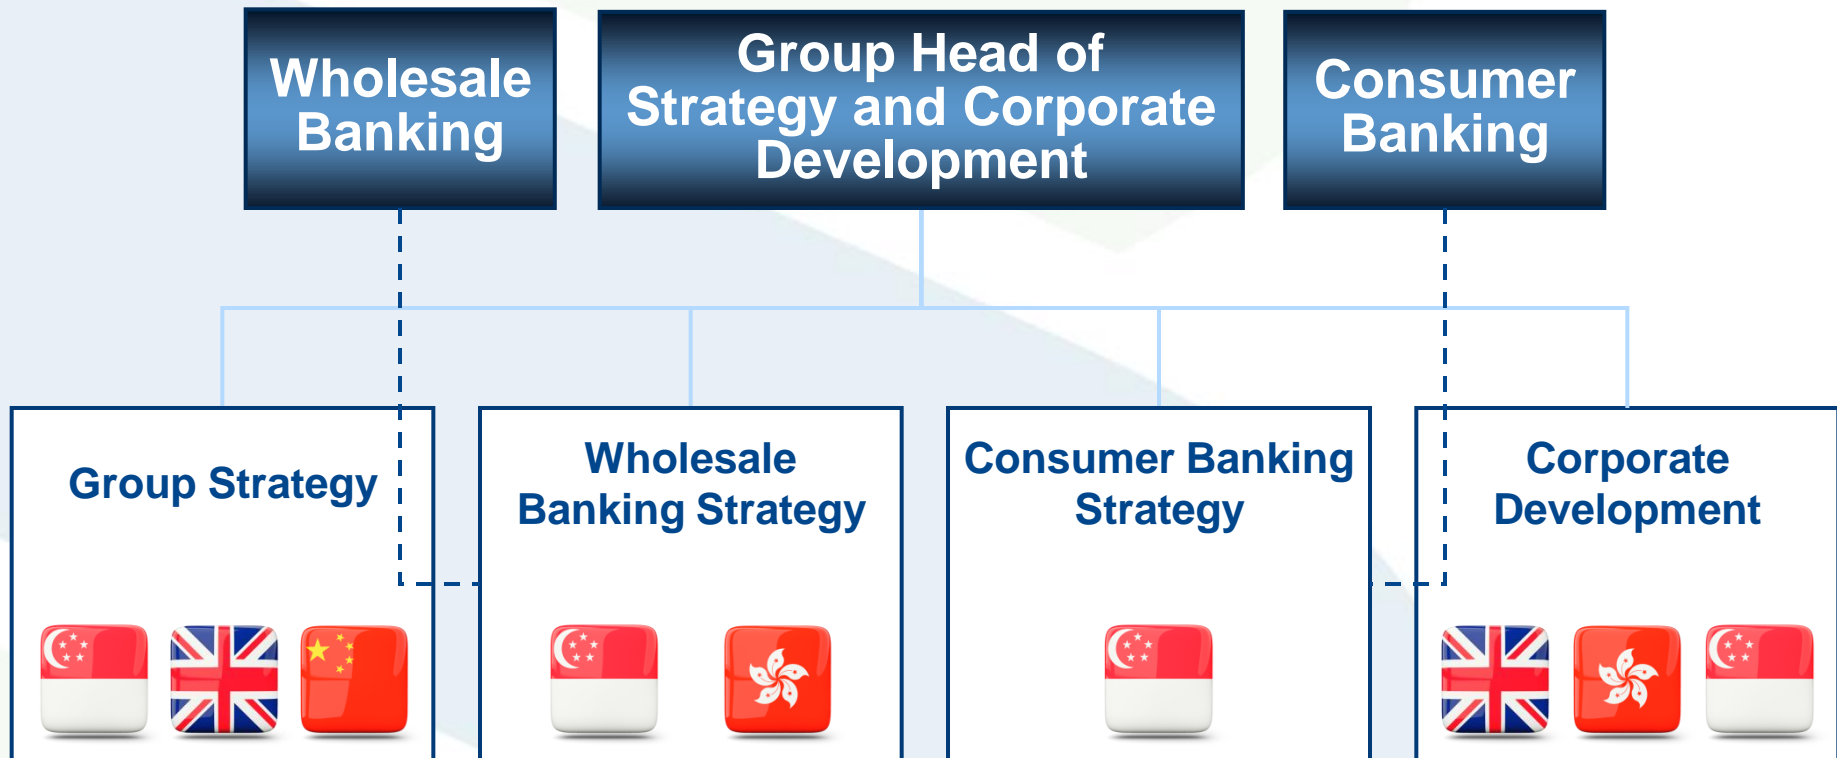 Wholesale
Banking
Group Head of
Strategy and Corporate
Development
Consumer
Banking
Group Strategy
Wholesale
Banking Strategy
Consumer Banking
Strategy
Corporate
Development